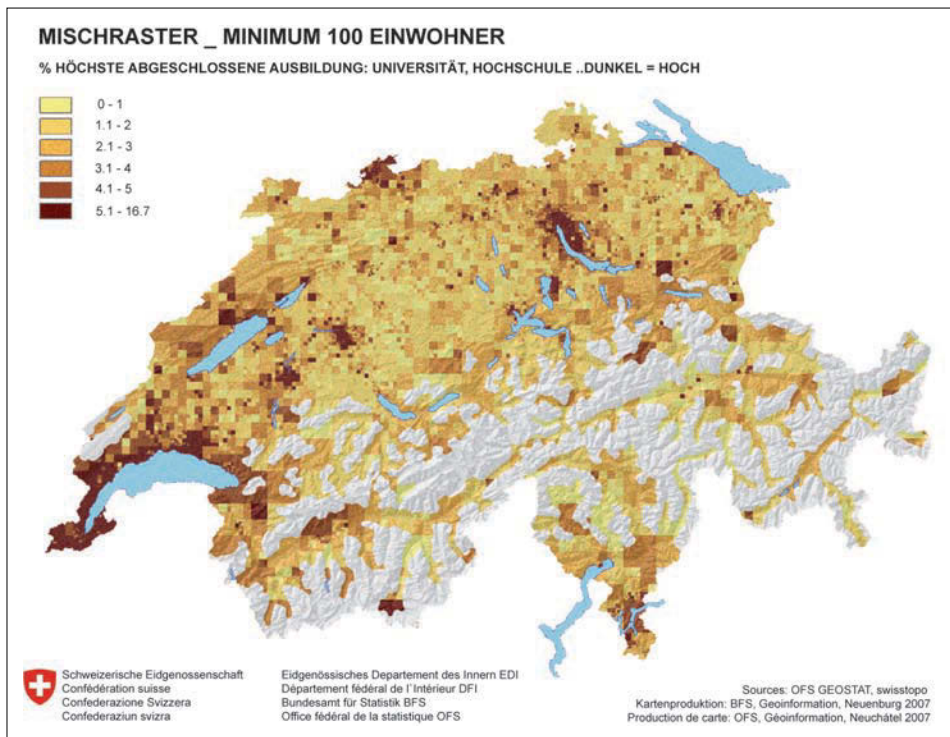 MISCHRASTER _ MINIMUM 100 EINWOHNER
% HÖCHSTE ABGESCHLOSSENE AUSBILDUNG: UNIVERSITÄT, HOCHSCHULE ..DUNKEL = HOCH
0 - 1
1.1 - 2
2.1 - 3
3.1 - 4
4.1 - 5
5.1 - 16.7
Schweizerische Eidgenossenschaft
Confédération suisse
Confederazione Svizzera
Confederaziun svizra
Eidgenössisches Departement des Innern EDI
Département fédéral de l`Intérieur DFI
Bundesamt für Statistik BFS
Office fédéral de la statistique OFS
Sources: OFS GEOSTAT, swisstopo
Kartenproduktion: BFS, Geoinformation, Neuenburg 2007
Production de carte: OFS, Géoinformation, Neuchâtel 2007